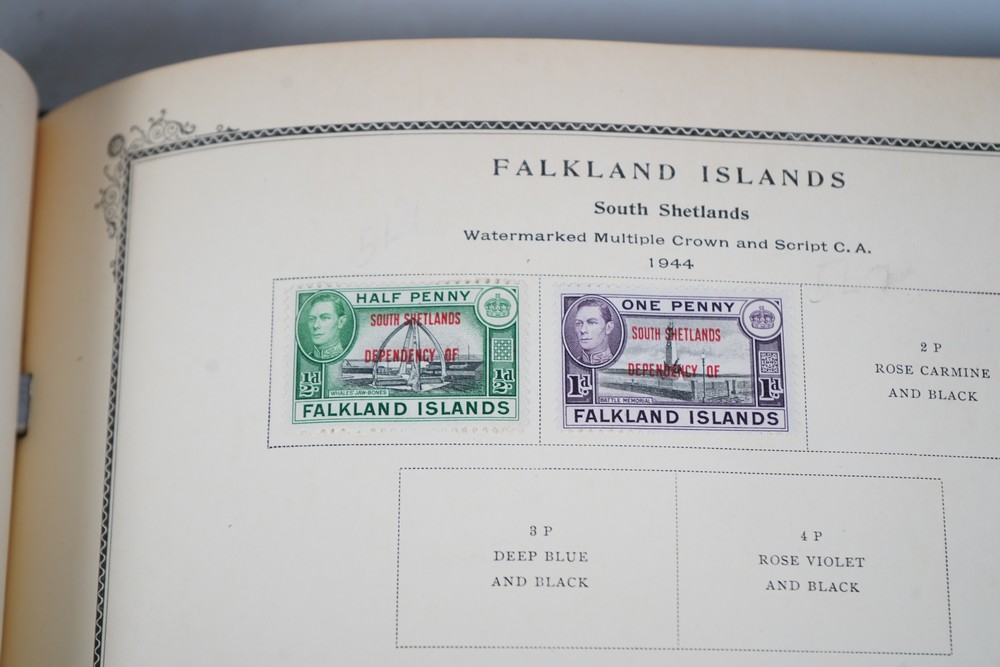 FALKLAND ISLANDS
South Shetlands
Watermarked Multiple Crown and Script C. A.
1944
HALF PENNY
SOUTH SHETLANDS
DEPENDENCY OF
½d
½d
WHALES' JAW-BONES
FALKLAND ISLANDS
ONE PENNY
SOUTH SHETLANDS
DEPENDENCY OF
1d
1d
BATTLE MEMORIAL
FALKLAND ISLANDS
2 P
ROSE CARMINE
AND BLACK
3 P
DEEP BLUE
AND BLACK
4 P
ROSE VIOLET
AND BLACK